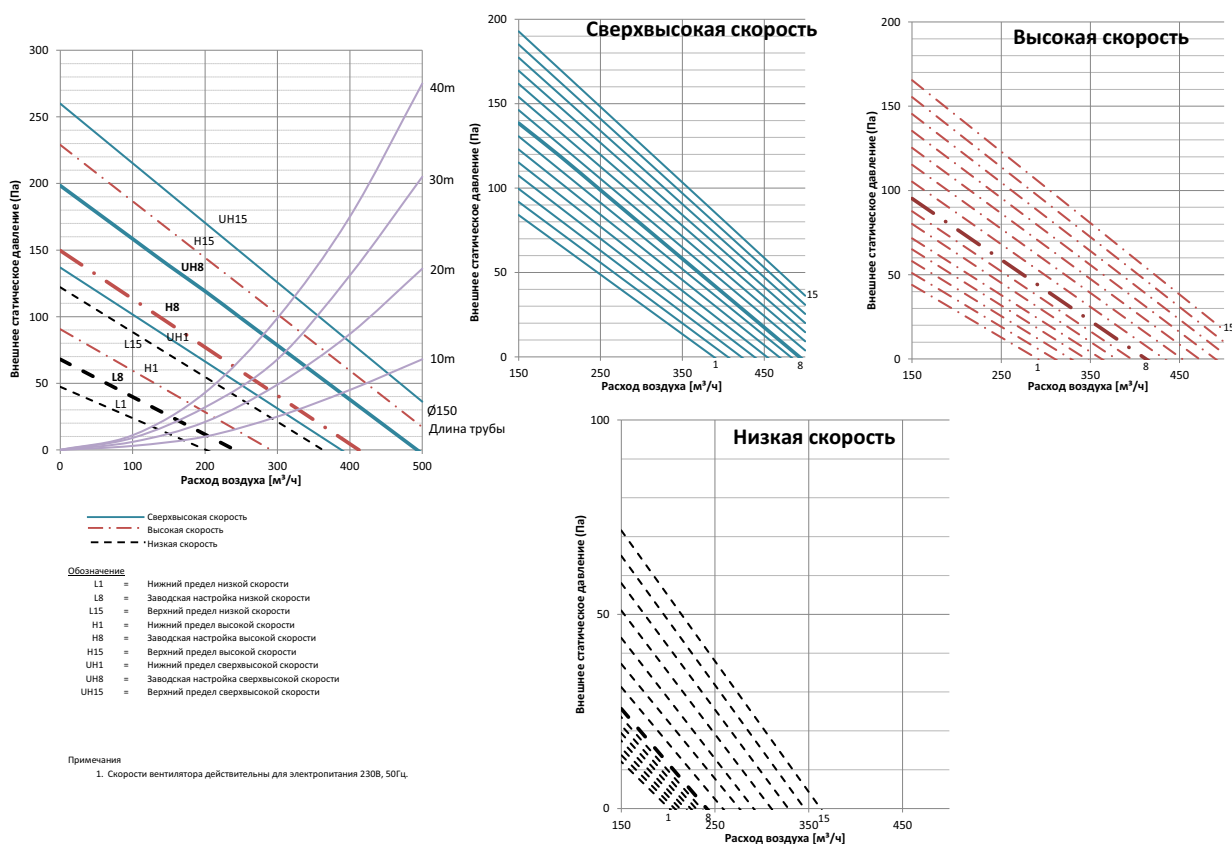 Внешнее статическое давление (Па)
300
250
200
150
100
50
0
0
100
200
300
400
500
Расход воздуха [м³/ч]
40m
30m
20m
10m
Ø150
Длина трубы
UH15
H15
UH8
H8
UH1
L15
H1
L8
L1
Сверхвысокая скорость
Внешнее статическое давление (Па)
200
150
100
50
0
150
250
350
450
15
1
8
Расход воздуха [м³/ч]
Высокая скорость
Внешнее статическое давление (Па)
200
150
100
50
0
150
250
350
450
15
1
8
Расход воздуха [м³/ч]
Низкая скорость
Внешнее статическое давление (Па)
100
50
0
150
250
350
450
1
8
15
Расход воздуха [м³/ч]
Сверхвысокая скорость
Высокая скорость
Низкая скорость
Обозначение
L1 = Нижний предел низкой скорости
L8 = Заводская настройка низкой скорости
L15 = Верхний предел низкой скорости
H1 = Нижний предел высокой скорости
H8 = Заводская настройка высокой скорости
H15 = Верхний предел высокой скорости
UH1 = Нижний предел сверхвысокой скорости
UH8 = Заводская настройка сверхвысокой скорости
UH15 = Верхний предел сверхвысокой скорости
Примечания
1. Скорости вентилятора действительны для электропитания 230В, 50Гц.